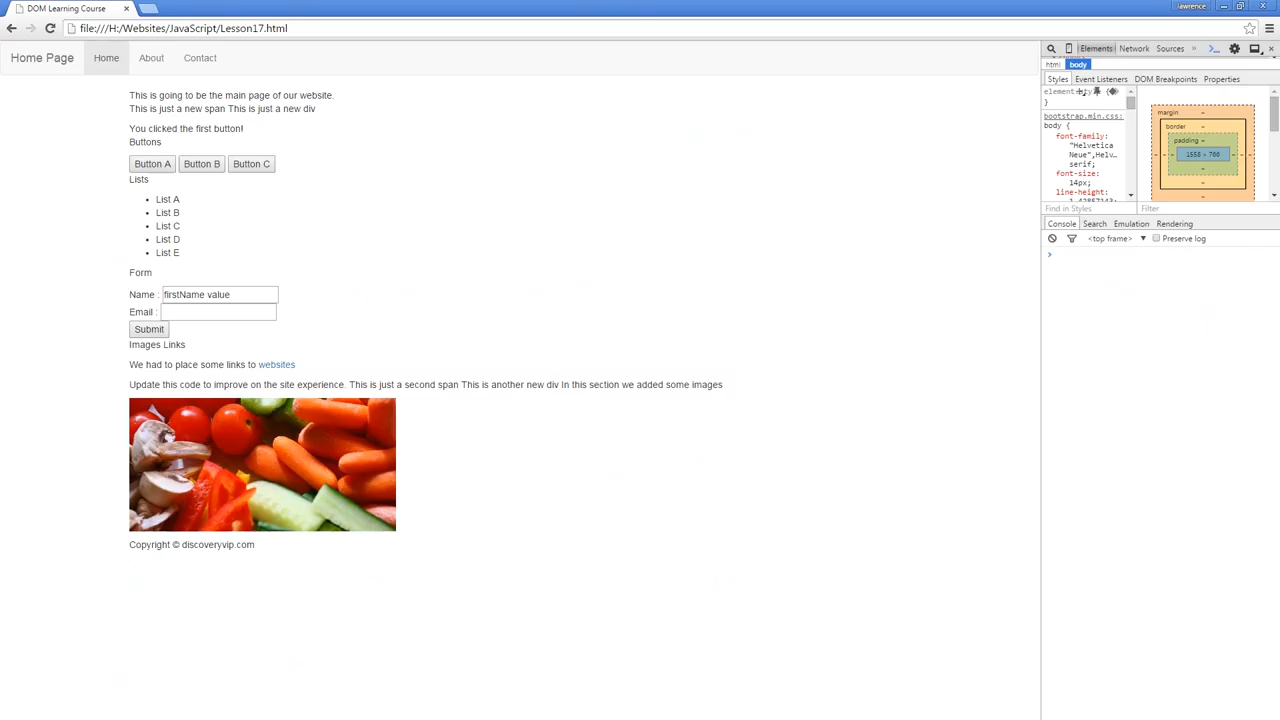 DOM Learning Course
lawrence
file:///H:/Websites/JavaScript/Lesson17.html
Home Page Home About Contact
This is going to be the main page of our website.
This is just a new span This is just a new div
You clicked the first button!
Buttons
Button A Button B Button C
Lists
List A
List B
List C
List D
List E
Form
Name : firstName value
Email :
Submit
Images Links
We had to place some links to websites
Update this code to improve on the site experience. This is just a second span This is another new div In this section we added some images
Copyright © discoveryvip.com
Elements Network Sources »
html body
Styles Event Listeners DOM Breakpoints Properties
}
bootstrap.min.css:
body {
font-family:
"Helvetica
Neue",Helv…
serif;
font-size:
14px;
line-height:
1.42857143;
Find in Styles
margin –
border –
padding –
1558 × 766
Filter
Console Search Emulation Rendering
<top frame> ▼ Preserve log
>